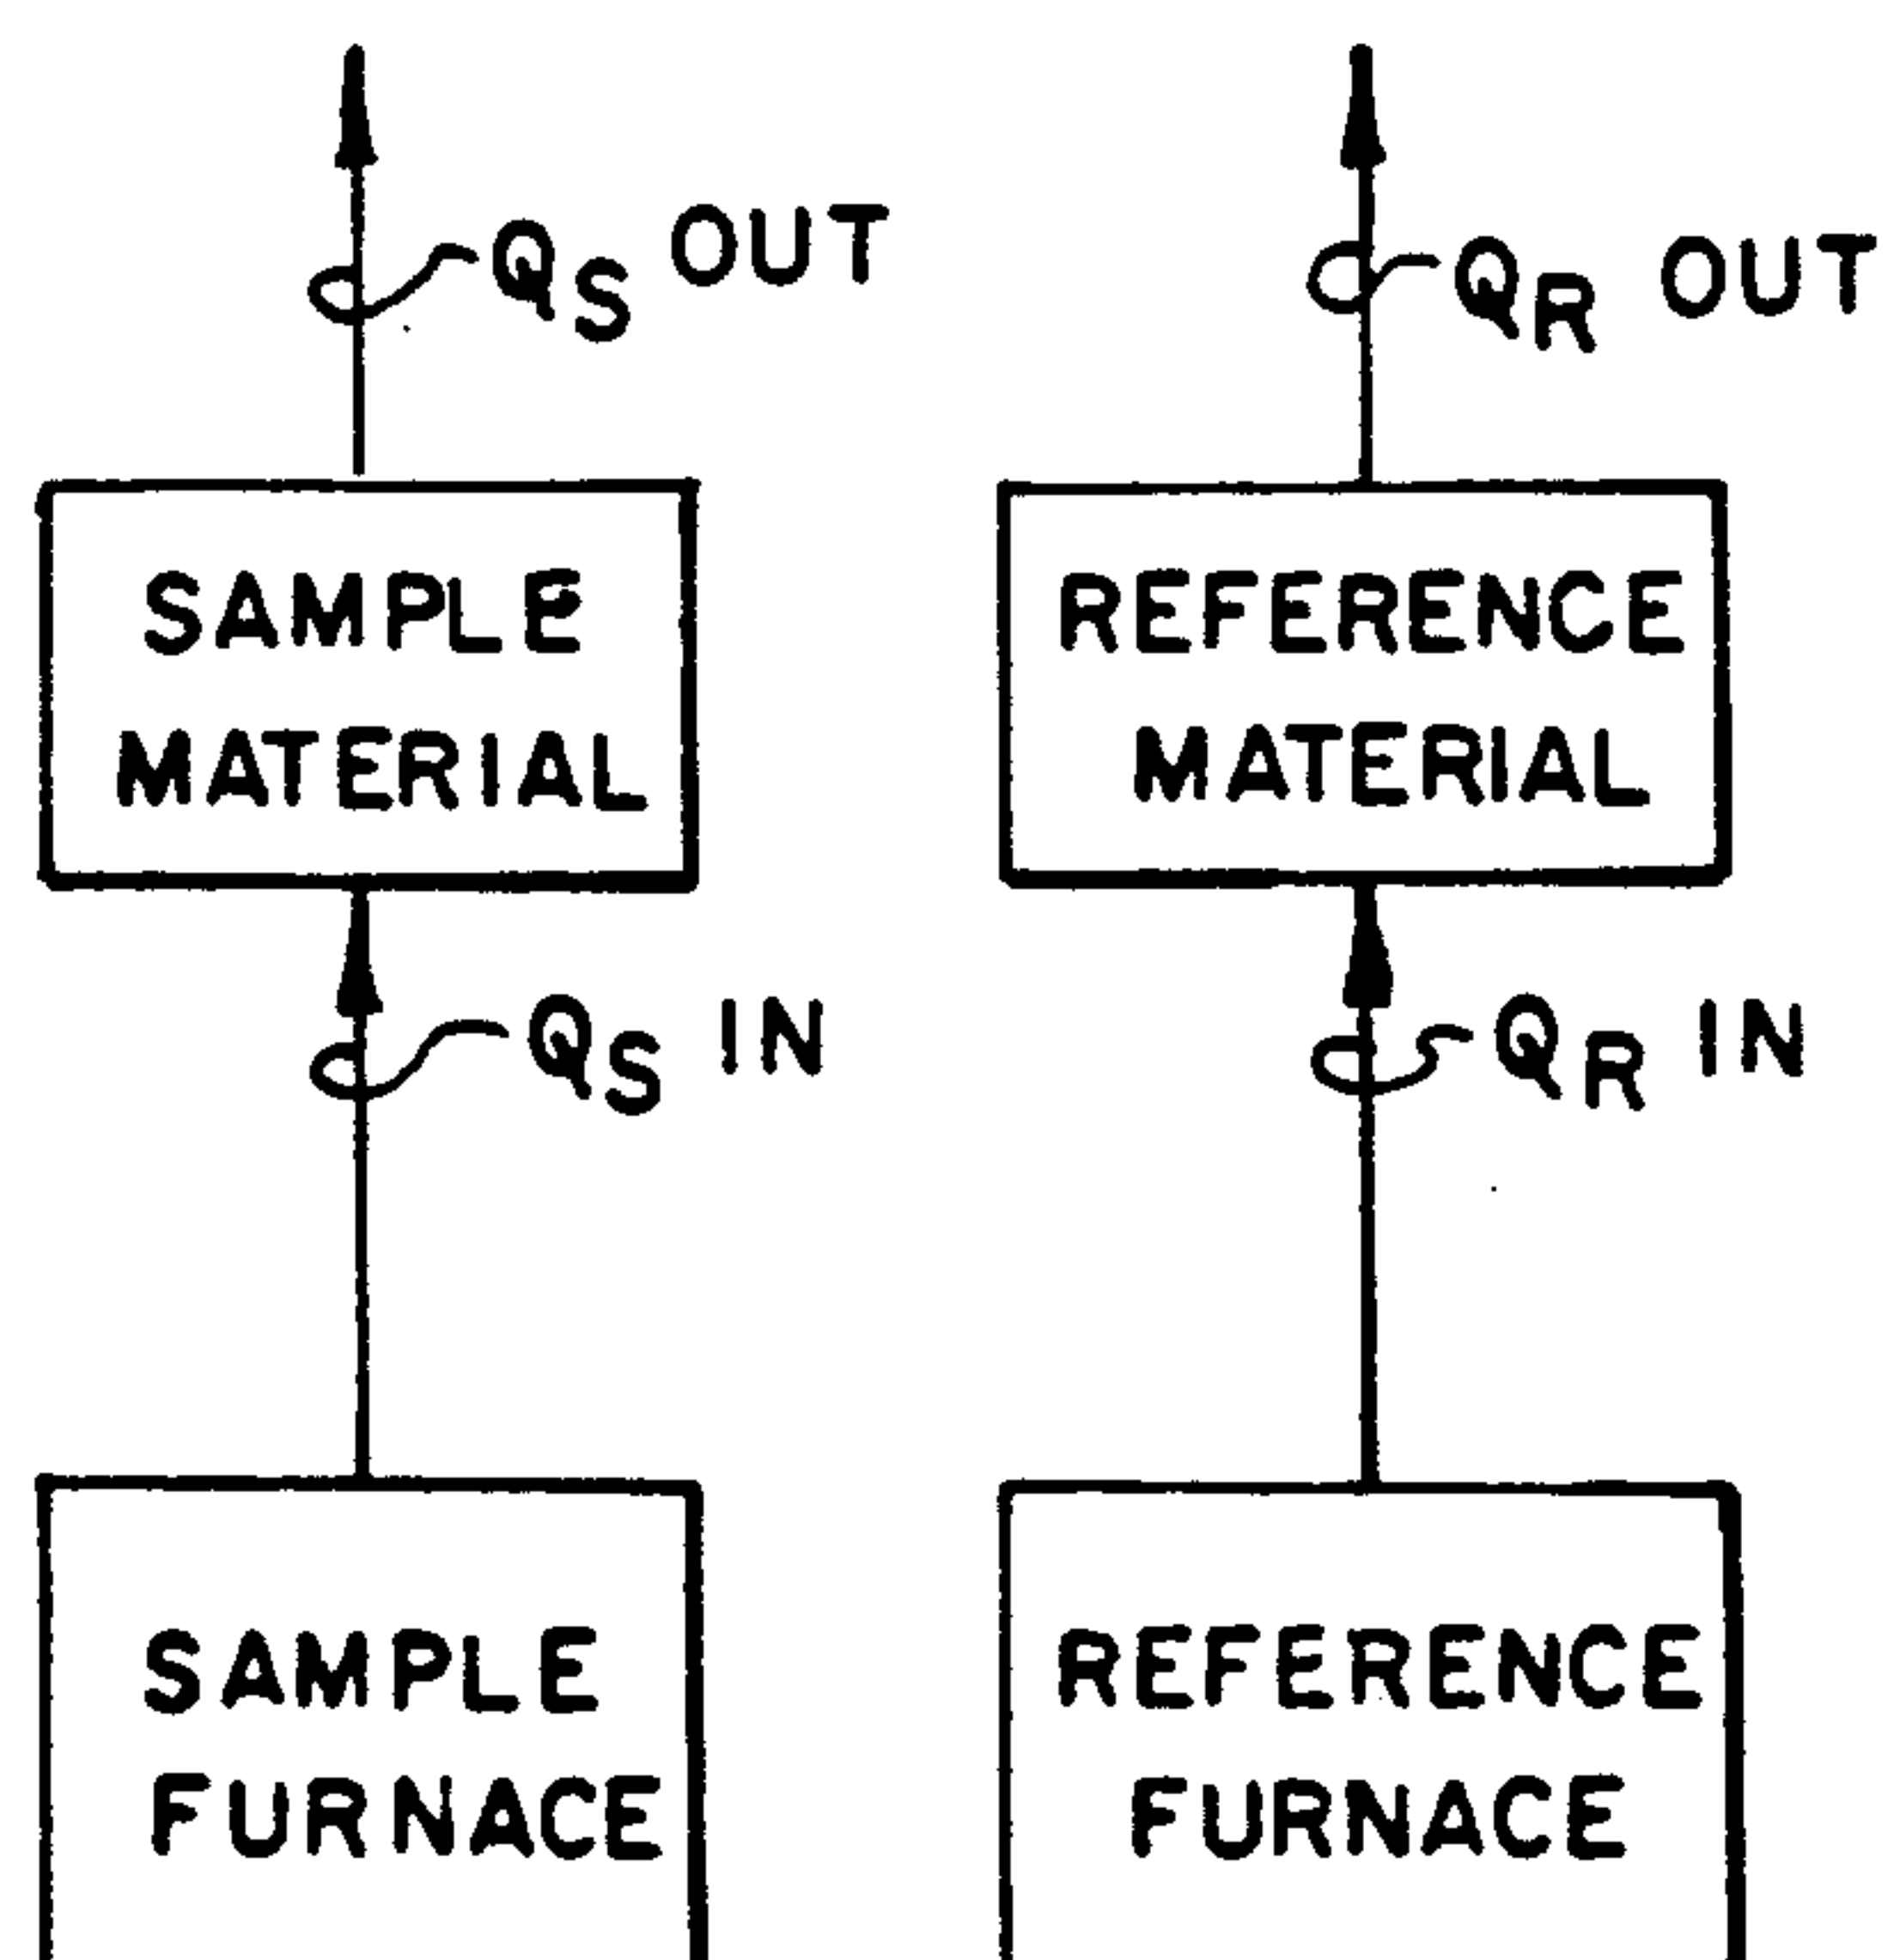 QS OUT
QR OUT
SAMPLE
MATERIAL
REFERENCE
MATERIAL
QS IN
QR IN
SAMPLE
FURNACE
REFERENCE
FURNACE